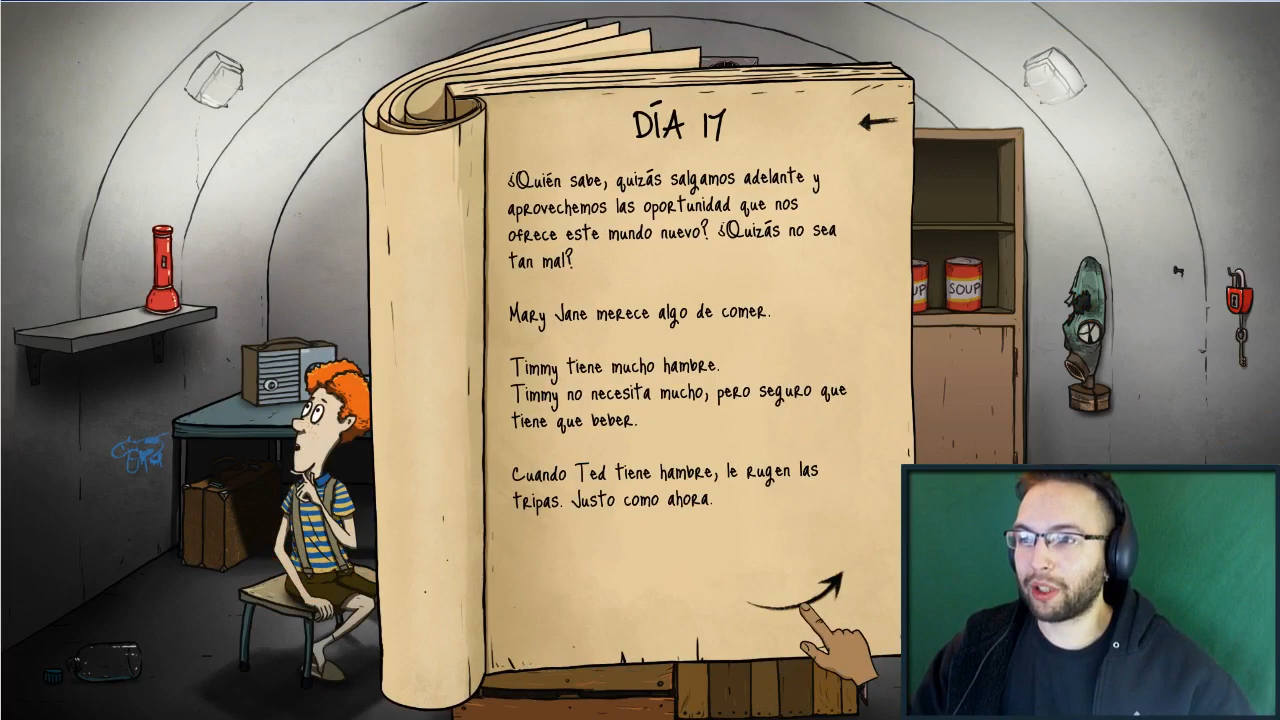 DÍA 17
¿Quién sabe, quizás salgamos adelante y
aprovechemos las oportunidad que nos
ofrece este mundo nuevo? ¿Quizás no sea
tan mal?
Mary Jane merece algo de comer.
Timmy tiene mucho hambre.
Timmy no necesita mucho, pero seguro que
tiene que beber.
Cuando Ted tiene hambre, le rugen las
tripas. Justo como ahora.
UP
SOUP